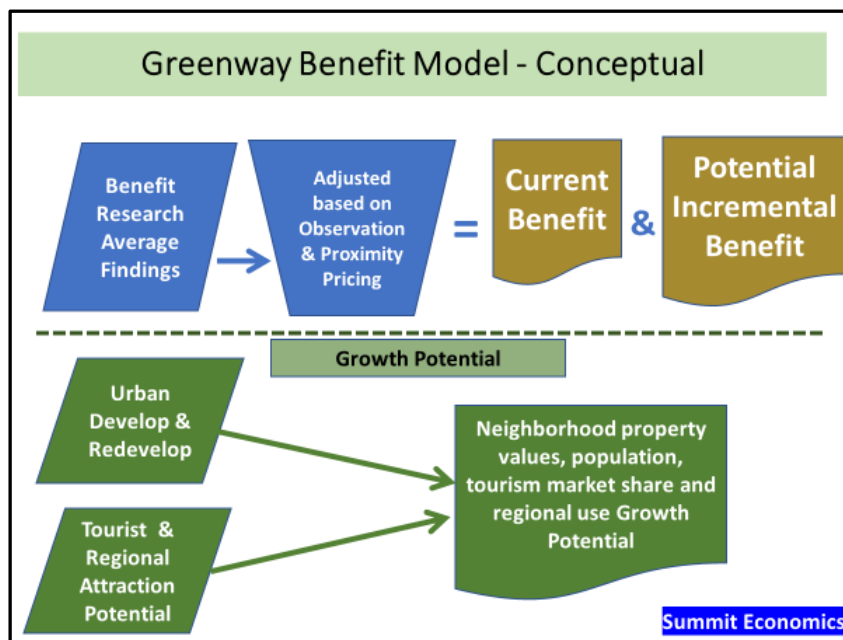 Greenway Benefit Model - Conceptual
Benefit
Research
Average
Findings
Adjusted
based on
Observation
& Proximity
Pricing
=
Current
Benefit
&
Potential
Incremental
Benefit
Growth Potential
Urban
Develop &
Redevelop
Tourist &
Regional
Attraction
Potential
Neighborhood property
values, population,
tourism market share and
regional use Growth
Potential
Summit Economics